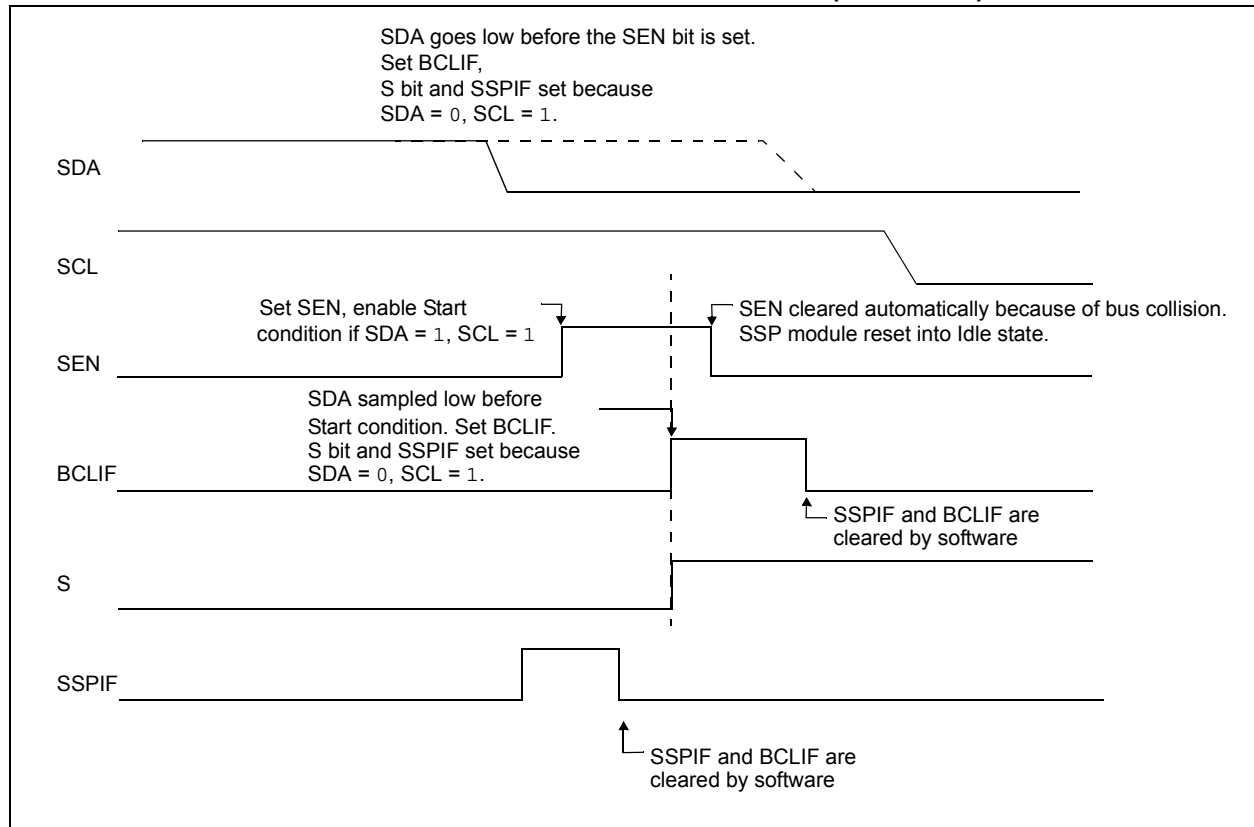 SDA goes low before the SEN bit is set.
Set BCLIF,
S bit and SSPIF set because
SDA = 0, SCL = 1.
SDA
SCL
Set SEN, enable Start
condition if SDA = 1, SCL = 1
SEN cleared automatically because of bus collision.
SSP module reset into Idle state.
SEN
SDA sampled low before
Start condition. Set BCLIF.
S bit and SSPIF set because
SDA = 0, SCL = 1.
BCLIF
SSPIF and BCLIF are
cleared by software
S
SSPIF
SSPIF and BCLIF are
cleared by software